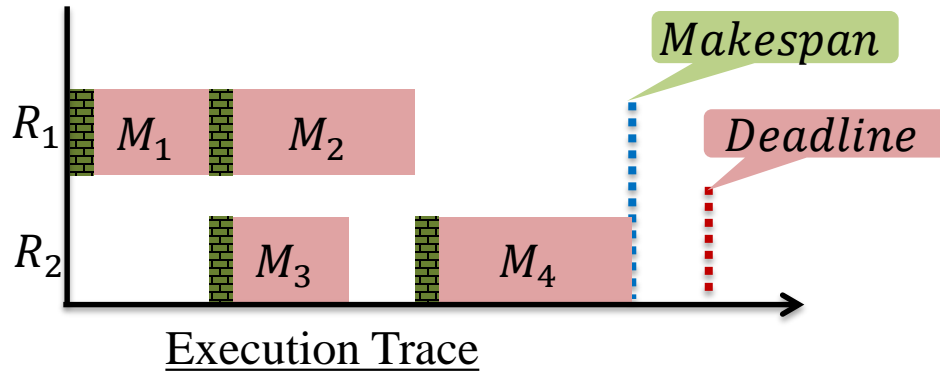 Makespan
Deadline
R1 M1 M2
R2 M3 M4
Execution Trace